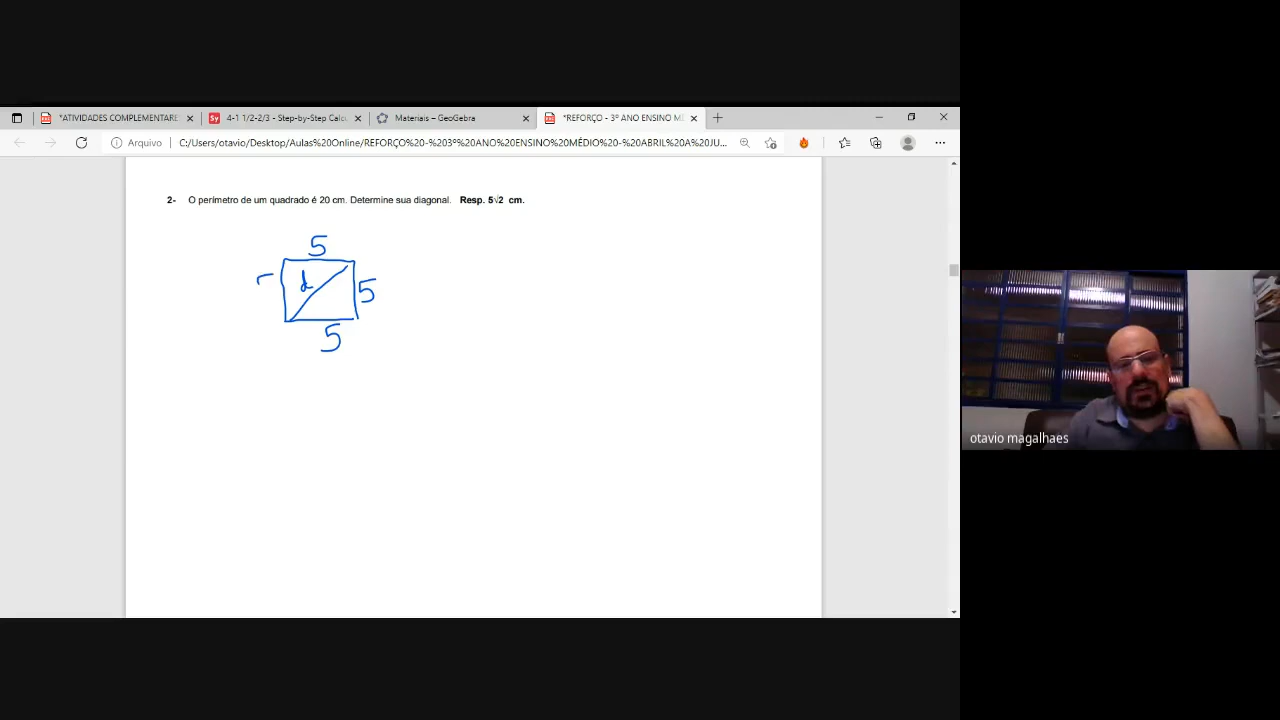 *ATIVIDADES COMPLEMENTARE
4-1 1/2-2/3 - Step-by-Step Calcu
Materiais – GeoGebra
*REFORÇO - 3º ANO ENSINO MÉ
Arquivo
C:/Users/otavio/Desktop/Aulas%20Online/REFORÇO%20-%203º%20ANO%20ENSINO%20MÉDIO%20-%20ABRIL%20A%20JU...
2- O perímetro de um quadrado é 20 cm. Determine sua diagonal. Resp. 5√2 cm.
5
d
5
5
otavio magalhaes